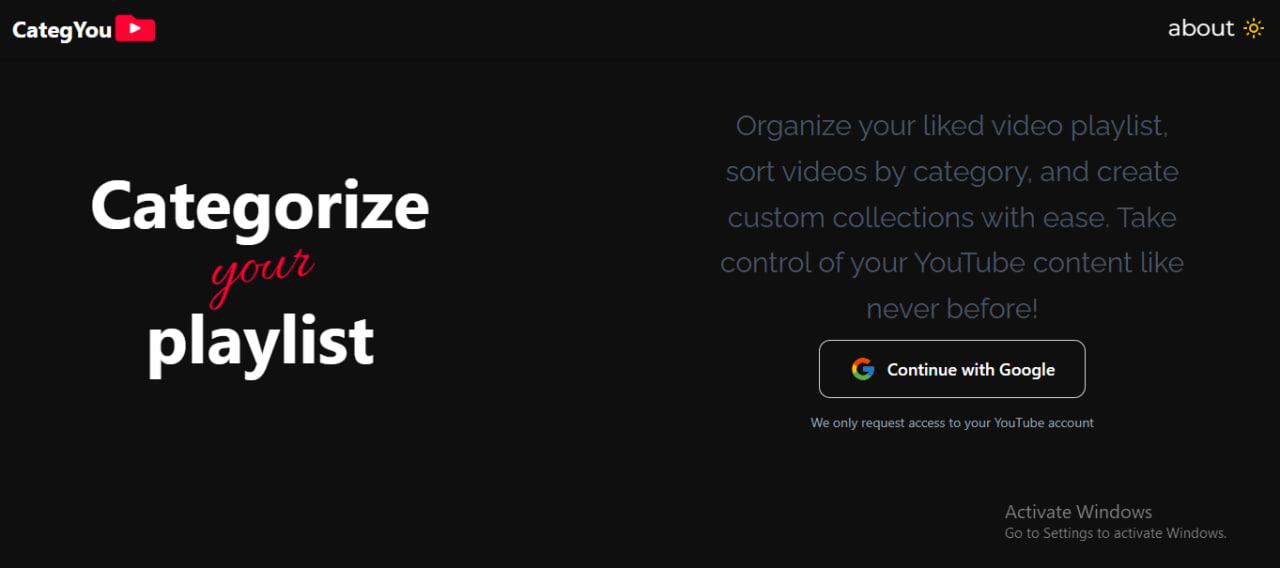 CategYou
about
Categorize
your
playlist
Organize your liked video playlist,
sort videos by category, and create
custom collections with ease. Take
control of your YouTube content like
never before!
Continue with Google
We only request access to your YouTube account
Activate Windows
Go to Settings to activate Windows.